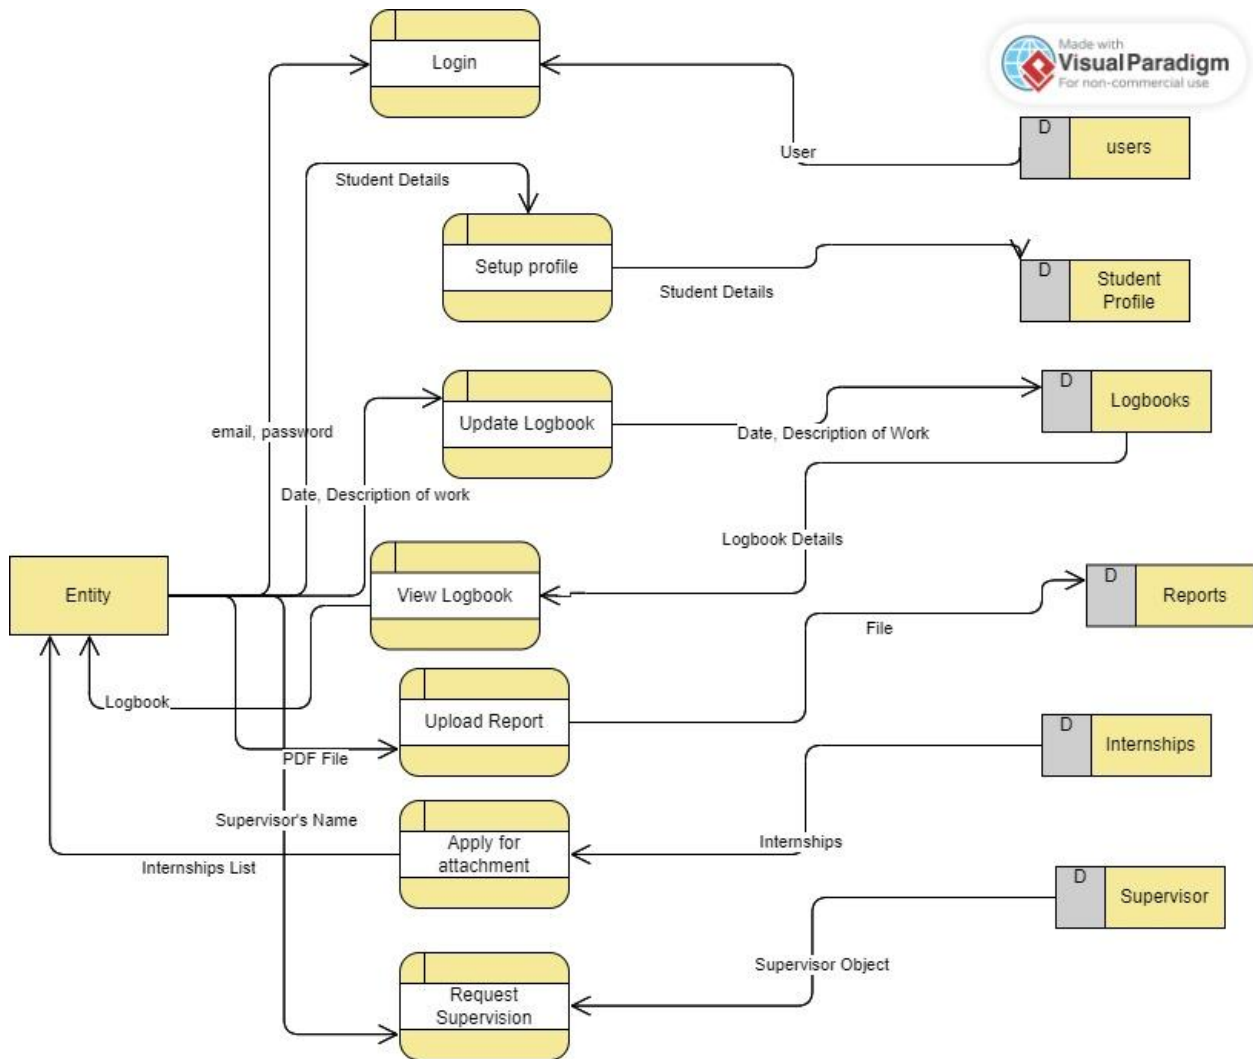 Login
Made with
Visual Paradigm
For non-commercial use
D
users
User
Student Details
Setup profile
Student Details
D
Student
Profile
Update Logbook
D
Logbooks
email, password
Date, Description of Work
Date, Description of work
Logbook Details
Entity
View Logbook
D
Reports
File
Logbook
Upload Report
PDF File
D
Internships
Supervisor's Name
Apply for
attachment
Internships
Internships List
D
Supervisor
Supervisor Object
Request
Supervision